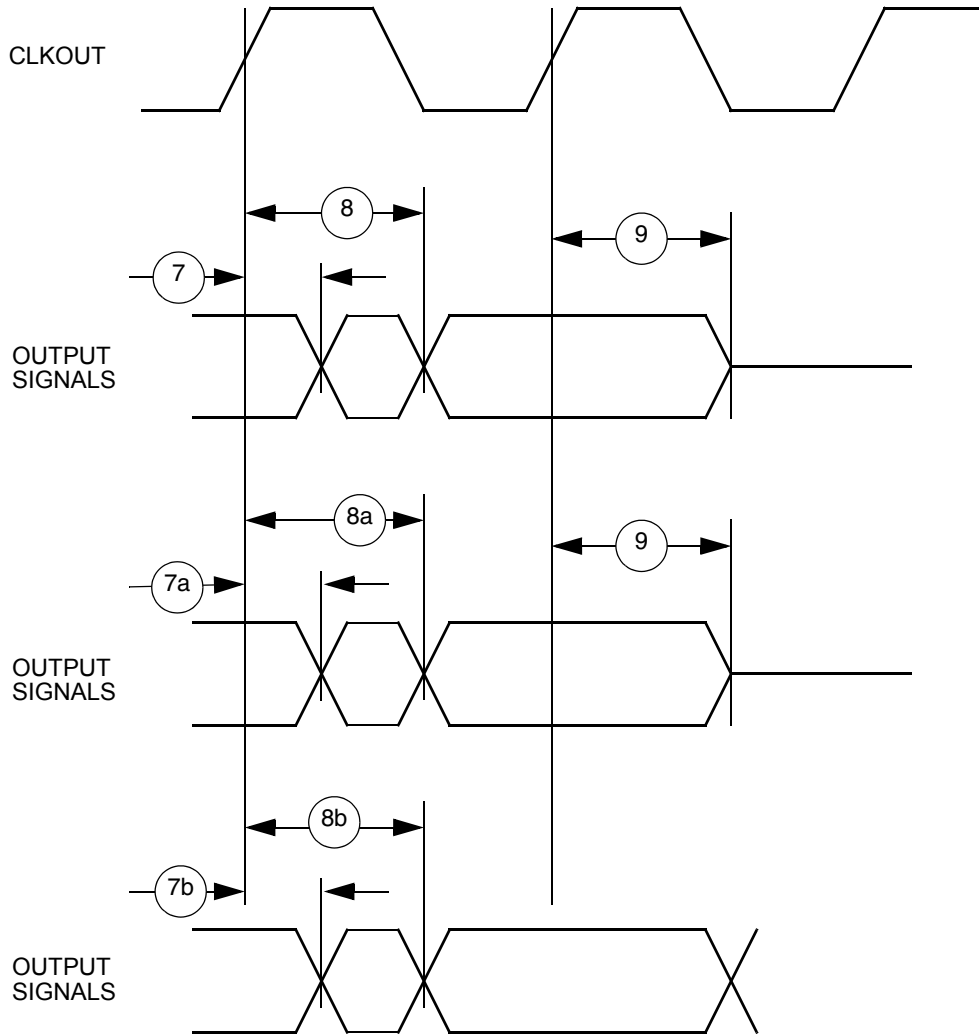 CLKOUT
8
9
7
OUTPUT
SIGNALS
8a
9
7a
OUTPUT
SIGNALS
8b
7b
OUTPUT
SIGNALS